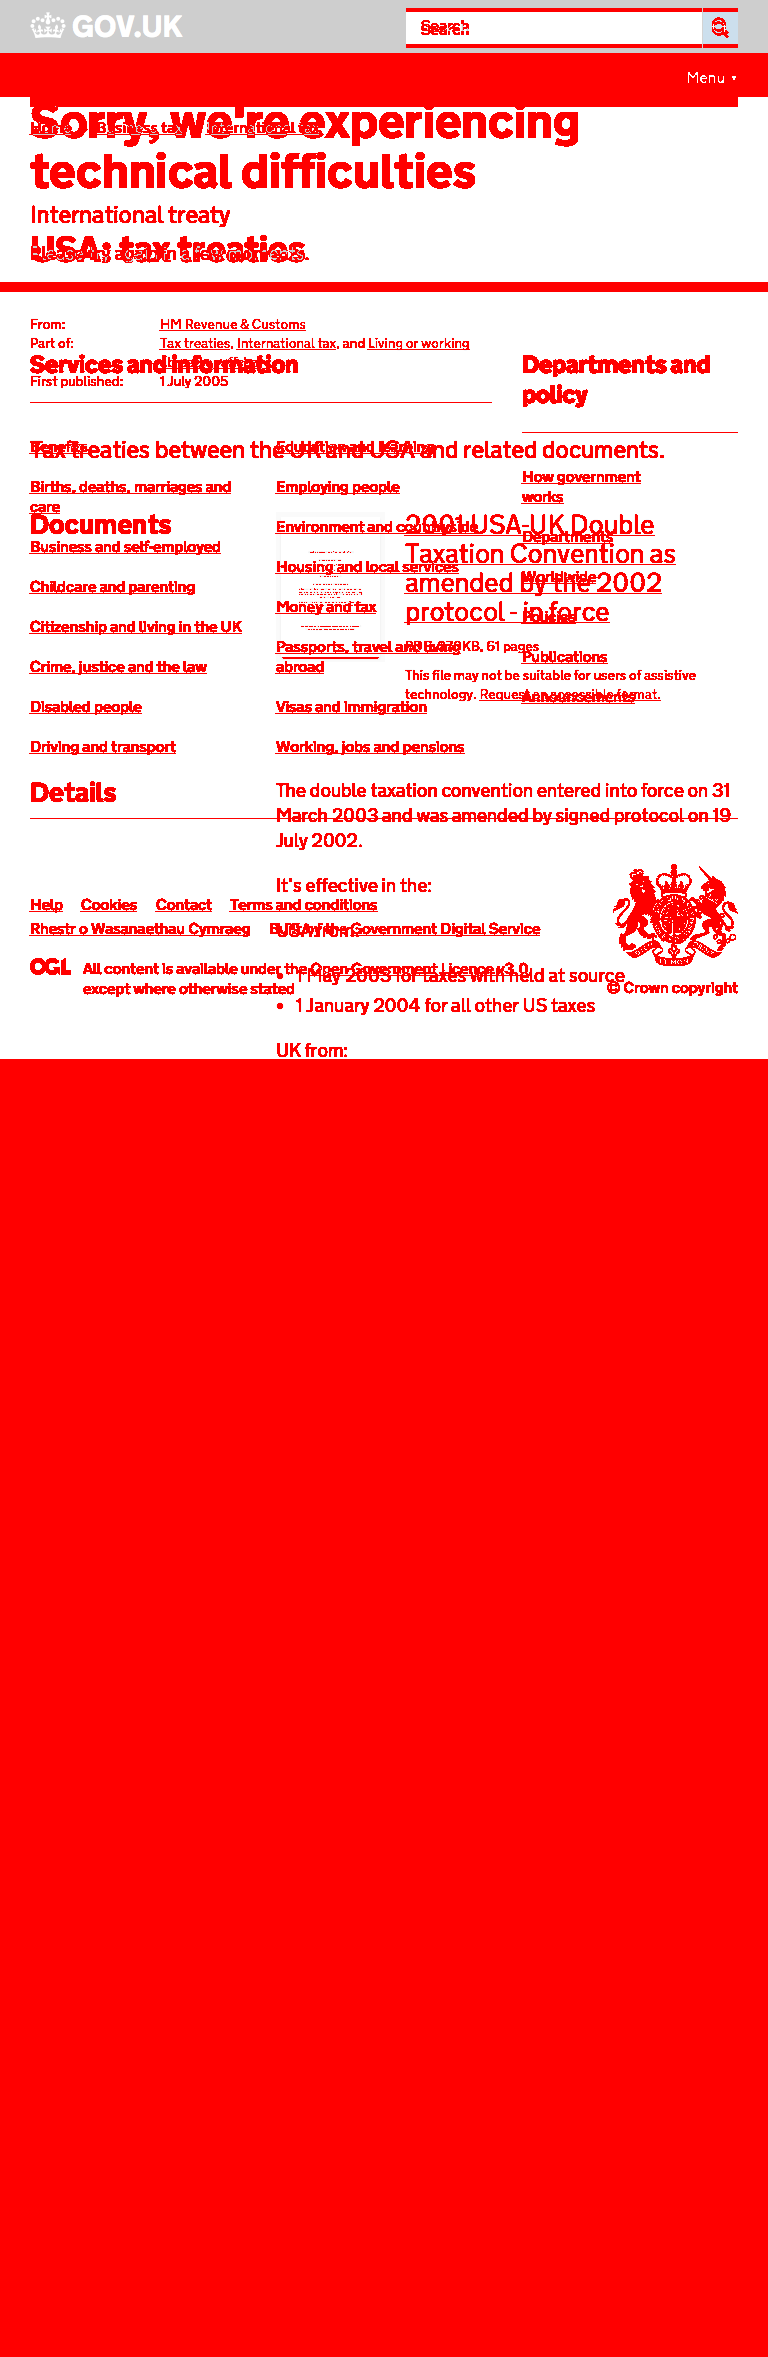 GOV.UK
Search
Menu
Sorry, we're experiencing
Home Business tax International tax
technical difficulties
International treaty
USA: tax treaties
From: HM Revenue & Customs
Part of: Tax treaties, International tax, and Living or working
Services and information
Departments and
policy
First published: 1 July 2005
Tax treaties between the UK and USA and related documents.
Benefits
Education and learning
Births, deaths, marriages and
care
Employing people
How government
works
Documents
Environment and countryside
2001 USA-UK Double
Taxation Convention as
amended by the 2002
protocol - in force
Departments
Business and self-employed
Housing and local services
Worldwide
Childcare and parenting
Money and tax
Policies
Citizenship and living in the UK
Passports, travel and living
abroad
61 pages
Publications
Crime, justice and the law
This file may not be suitable for users of assistive
technology. Request an accessible format.
Announcements
Disabled people
Visas and immigration
Driving and transport
Working, jobs and pensions
Details
The double taxation convention entered into force on 31
March 2003 and was amended by signed protocol on 19
July 2002.
It's effective in the:
Help Cookies Contact Terms and conditions
USA from:
Rhestr o Wasanaethau Cymraeg Built by the Government Digital Service
OGL All content is available under the Open Government Licence v3.0,
except where otherwise stated
1 May 2003 for taxes with held at source
© Crown copyright
1 January 2004 for all other US taxes
UK from: